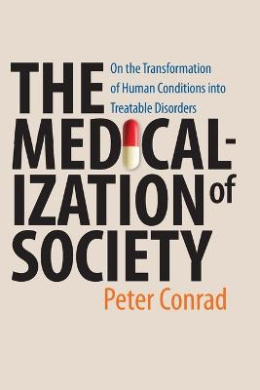 THE
On the Transformation
of Human Conditions into
Treatable Disorders
MEDICAL-
IZATION of
SOCIETY
Peter Conrad